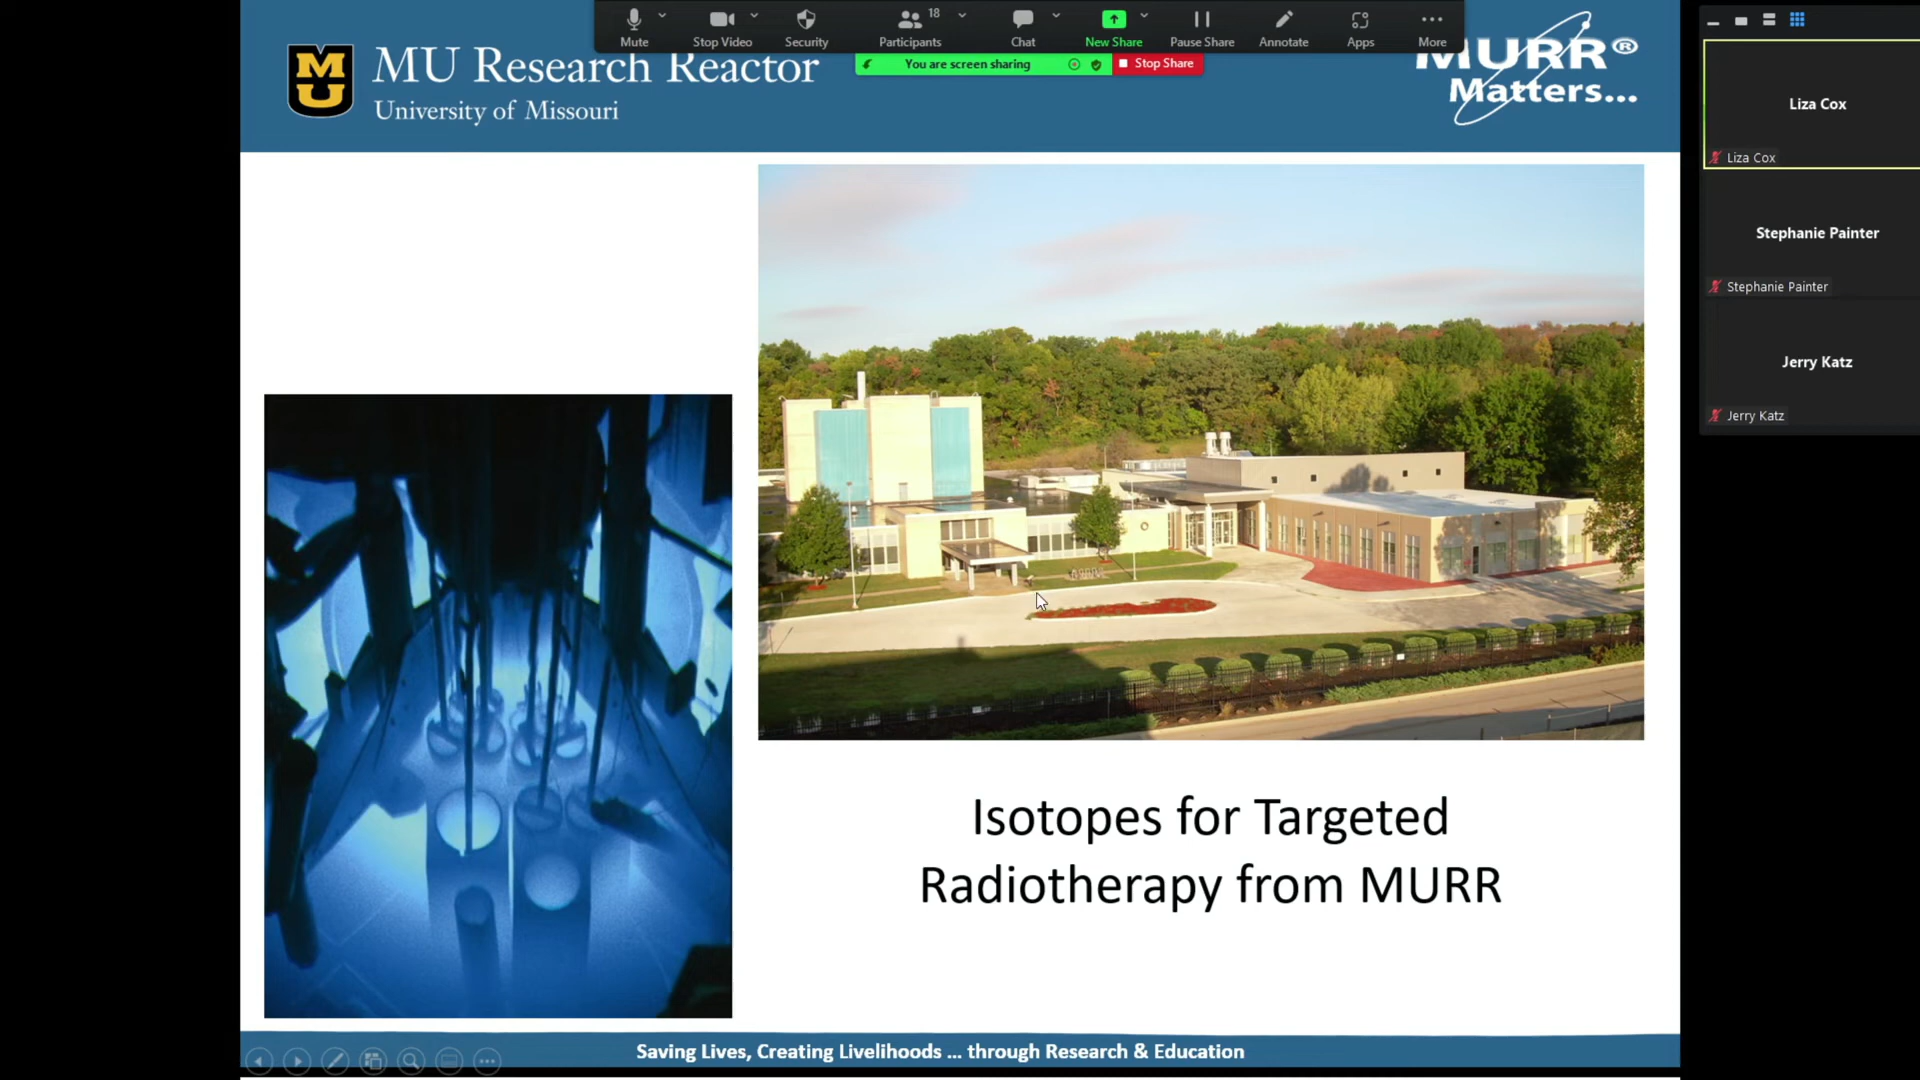 Mute
Stop Video
Security
Participants
18
Chat
New Share
Pause Share
Annotate
Apps
More
You are screen sharing
Stop Share
MU
MU Research Reactor
University of Missouri
MURR®
Matters...
Liza Cox
Liza Cox
Stephanie Painter
Stephanie Painter
Jerry Katz
Jerry Katz
Isotopes for Targeted
Radiotherapy from MURR
Saving Lives, Creating Livelihoods ... through Research & Education